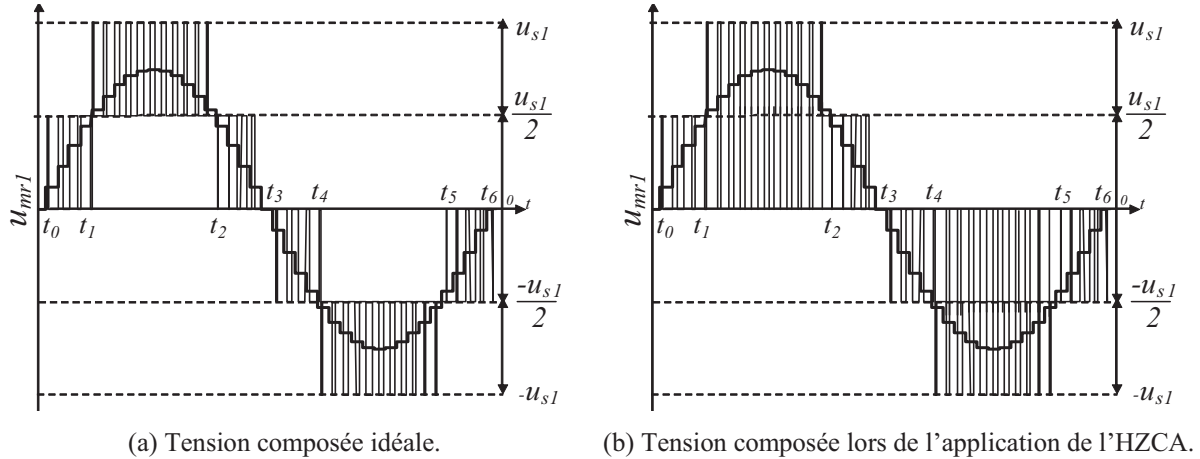 u_s1
u_s1/2
u_mr1
t_0
t_1
t_2
t_3
t_4
t_5
t_6
0
t
-u_s1/2
-u_s1
(a) Tension composée idéale.
u_s1
u_s1/2
u_mr1
t_0
t_1
t_2
t_3
t_4
t_5
t_6
0
t
-u_s1/2
-u_s1
(b) Tension composée lors de l’application de l’HZCA.